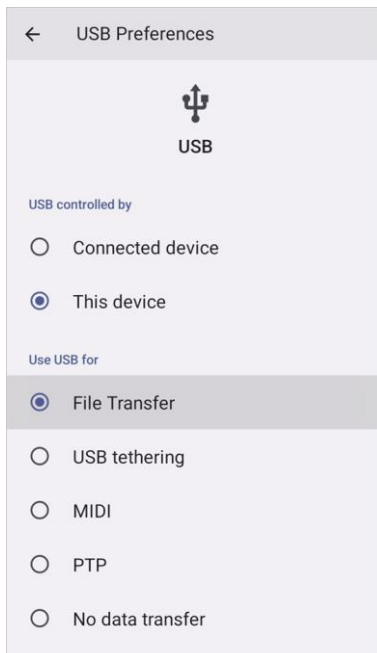 USB Preferences
USB
USB controlled by
Connected device
This device
Use USB for
File Transfer
USB tethering
MIDI
PTP
No data transfer